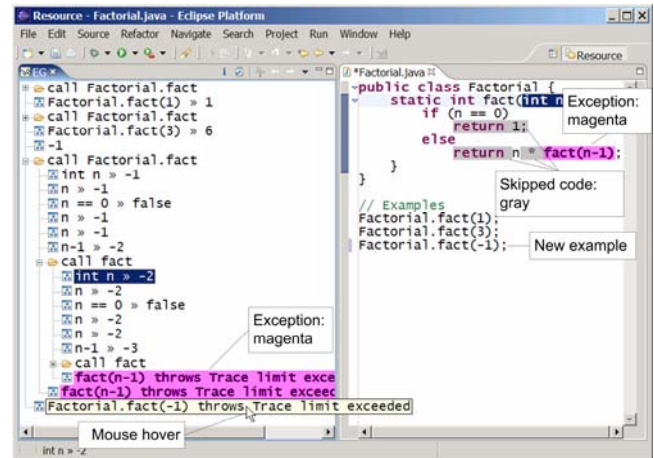 Resource - Factorial.java - Eclipse Platform
File Edit Source Refactor Navigate Search Project Run Window Help
Resource
EG
call Factorial.fact
Factorial.fact(1) » 1
call Factorial.fact
Factorial.fact(3) » 6
-1
call Factorial.fact
int n » -1
n » -1
n == 0 » false
n » -1
n » -1
n-1 » -2
call fact
int n » -2
n » -2
n == 0 » false
n » -2
n » -2
n-1 » -3
call fact
fact(n-1) throws Trace limit exce
fact(n-1) throws Trace limit exceed
Factorial.fact(-1) throws Trace limit exceeded
Exception:
magenta
Mouse hover
*Factorial.java
public class Factorial {
static int fact(int n
if (n == 0)
return 1;
else
return n * fact(n-1);
}
}
// Examples
Factorial.fact(1);
Factorial.fact(3);
Factorial.fact(-1);
Exception:
magenta
Skipped code:
gray
New example
int n » -2